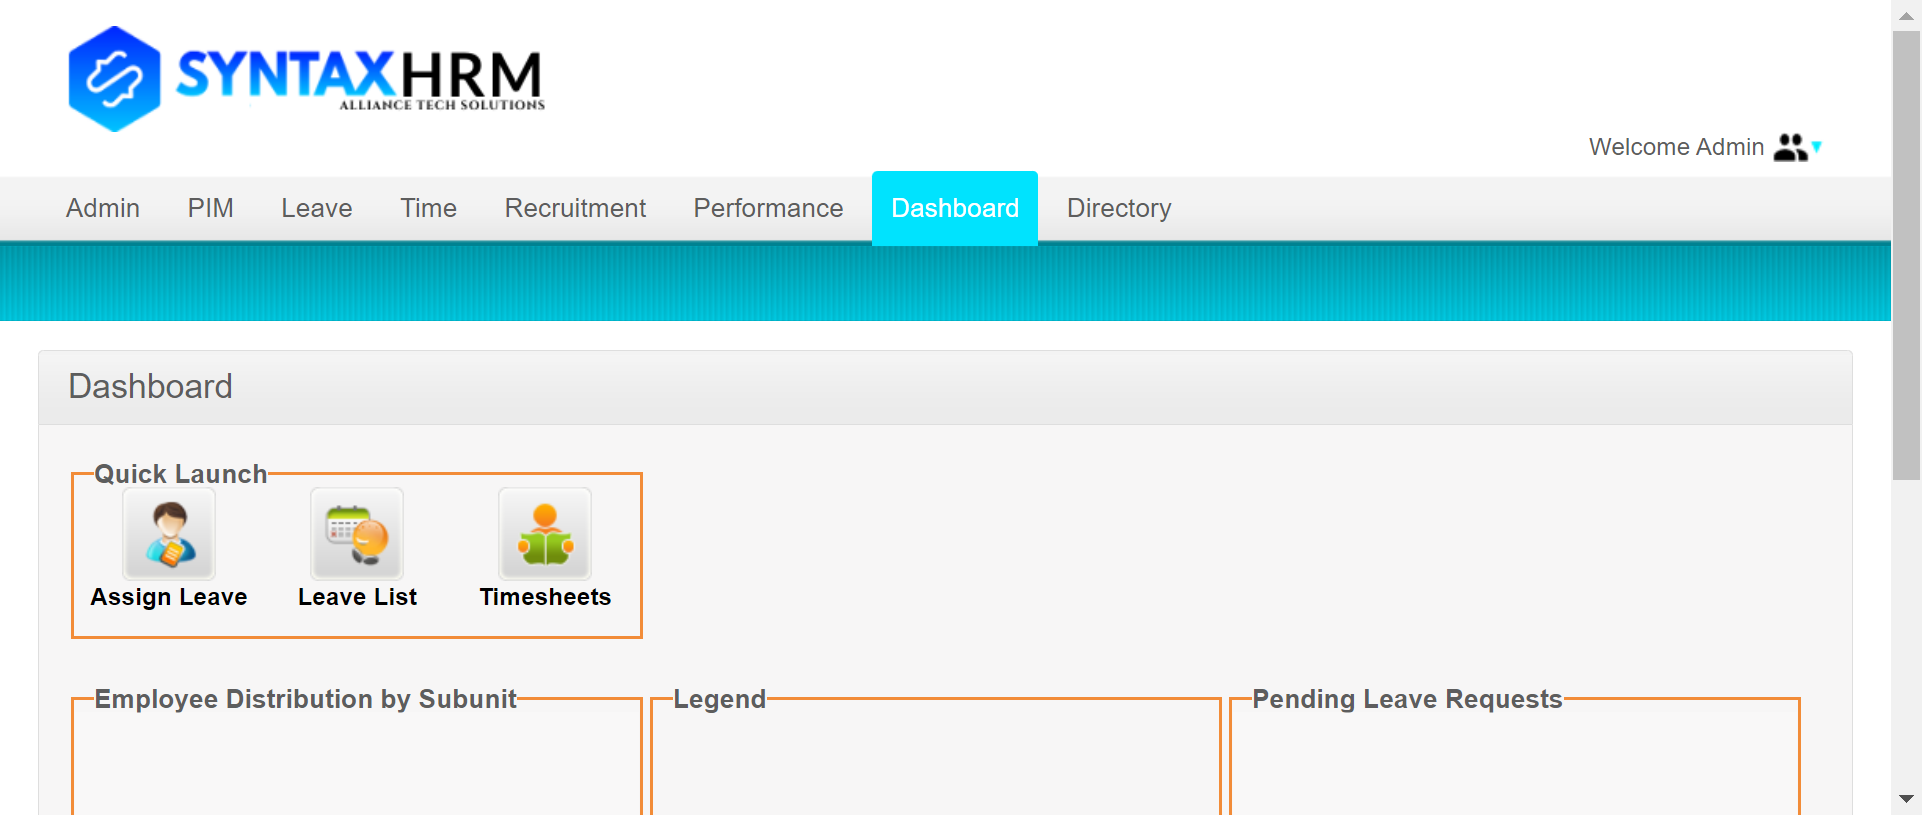 SYNTAXHRM
ALLIANCE TECH SOLUTIONS
Welcome Admin
Admin PIM Leave Time Recruitment Performance Dashboard Directory
Dashboard
Quick Launch
Assign Leave Leave List Timesheets
Employee Distribution by Subunit Legend Pending Leave Requests